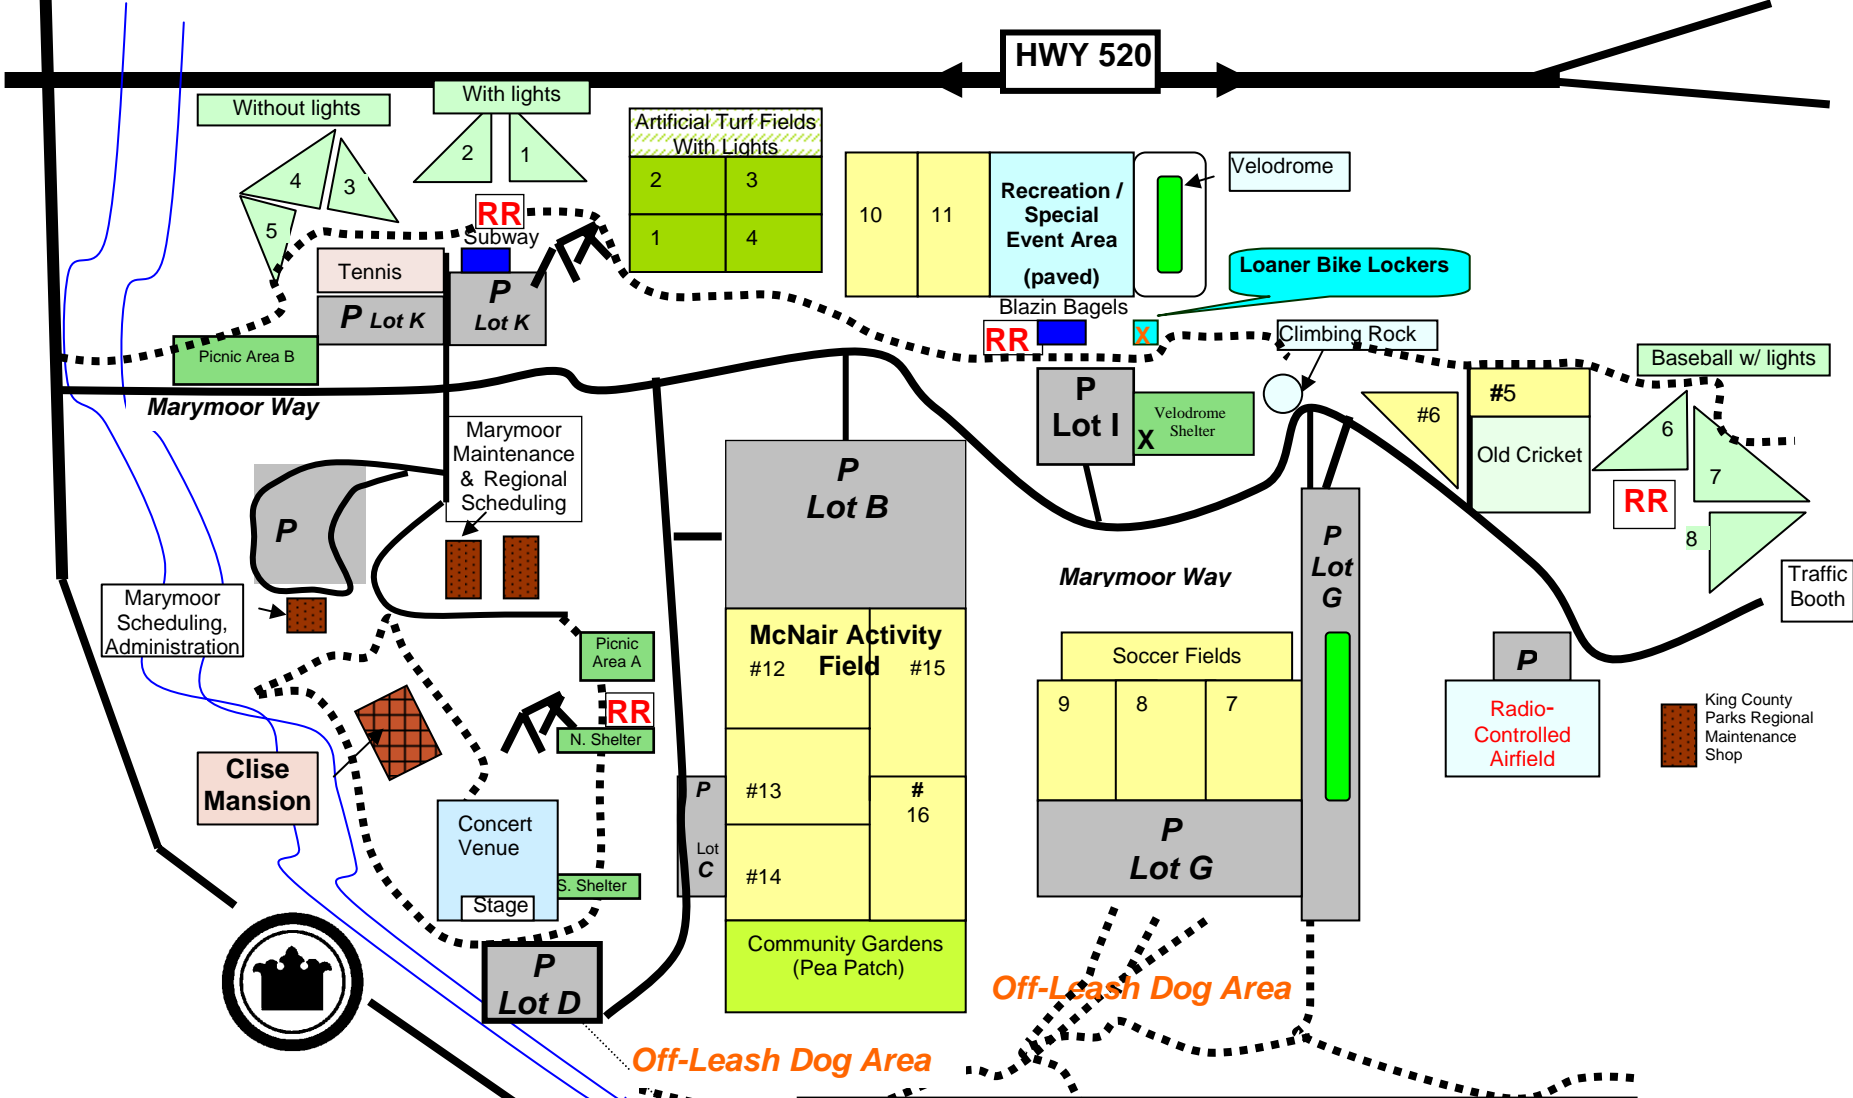 HWY 520
Without lights
With lights
4
3
5
2
1
Artificial Turf Fields
With Lights
2
3
1
4
10
11
Recreation /
Special
Event Area
(paved)
Velodrome
RR
Subway
Tennis
P
Lot K
P Lot K
Picnic Area B
Loaner Bike Lockers
Blazin Bagels
RR
X
Climbing Rock
Baseball w/ lights
Marymoor Way
P
Lot I
Velodrome
Shelter
X
#6
#5
Old Cricket
6
7
8
RR
Marymoor
Maintenance
& Regional
Scheduling
P
P
Lot B
P
Lot
G
Marymoor Way
Traffic
Booth
Marymoor
Scheduling,
Administration
Picnic
Area A
McNair Activity
Field
#12
#15
#13
#
16
#14
Soccer Fields
9
8
7
P
Radio-
Controlled
Airfield
King County
Parks Regional
Maintenance
Shop
RR
N. Shelter
Clise
Mansion
Concert
Venue
Stage
S. Shelter
P
Lot
C
P
Lot G
Community Gardens
(Pea Patch)
P
Lot D
Off-Leash Dog Area
Off-Leash Dog Area